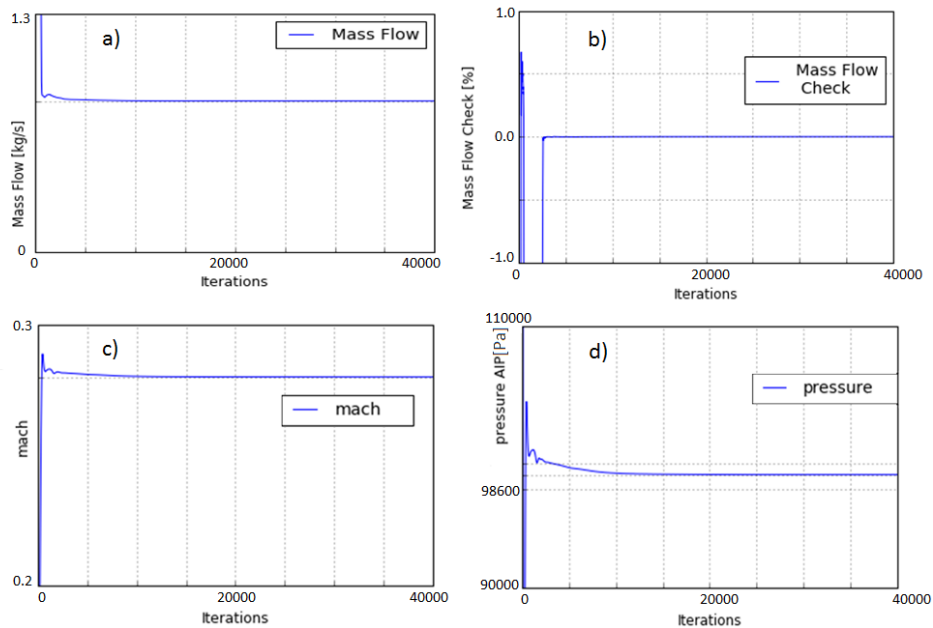 1.3
a)
Mass Flow
Mass Flow [kg/s]
0
0
20000
40000
Iterations
1.0
b)
Mass Flow
Check
Mass Flow Check [%]
0.0
-1.0
0
20000
40000
Iterations
0.3
c)
mach
mach
0.2
0
20000
40000
Iterations
110000
d)
pressure AIP[Pa]
pressure
98600
90000
0
20000
40000
Iterations